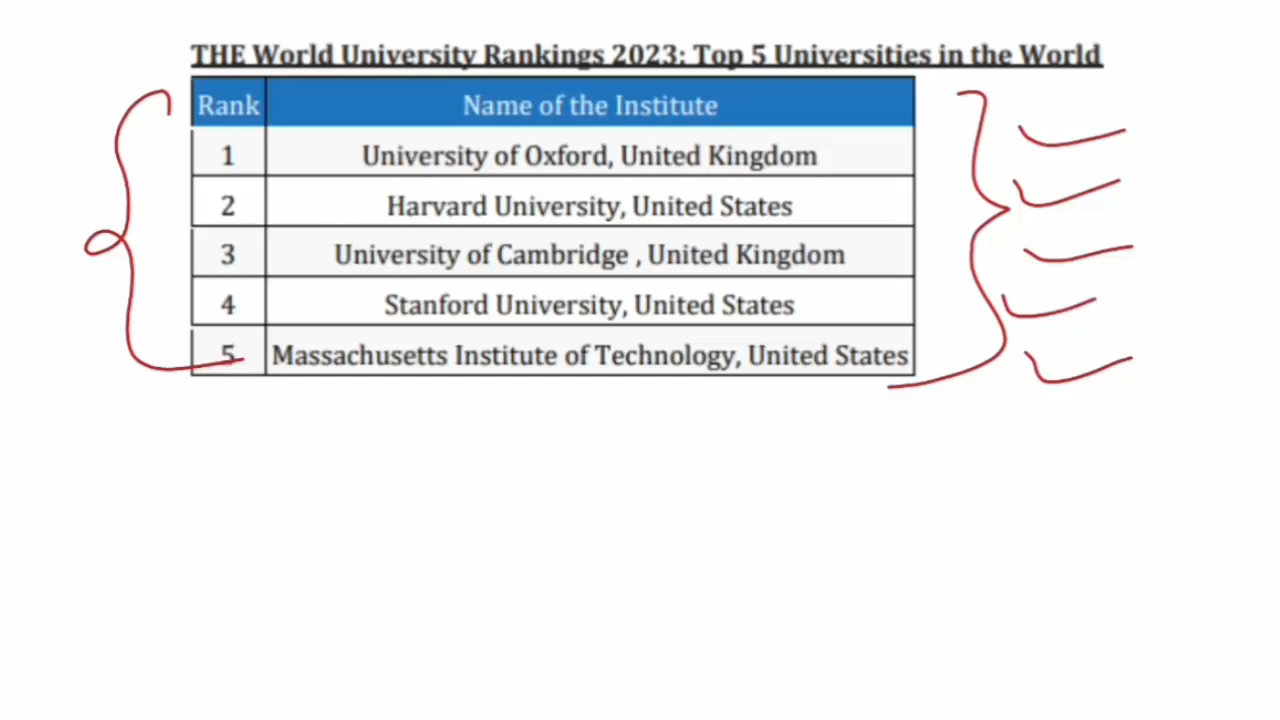 THE World University Rankings 2023: Top 5 Universities in the World
Rank Name of the Institute
1 University of Oxford, United Kingdom
2 Harvard University, United States
3 University of Cambridge , United Kingdom
4 Stanford University, United States
5 Massachusetts Institute of Technology, United States